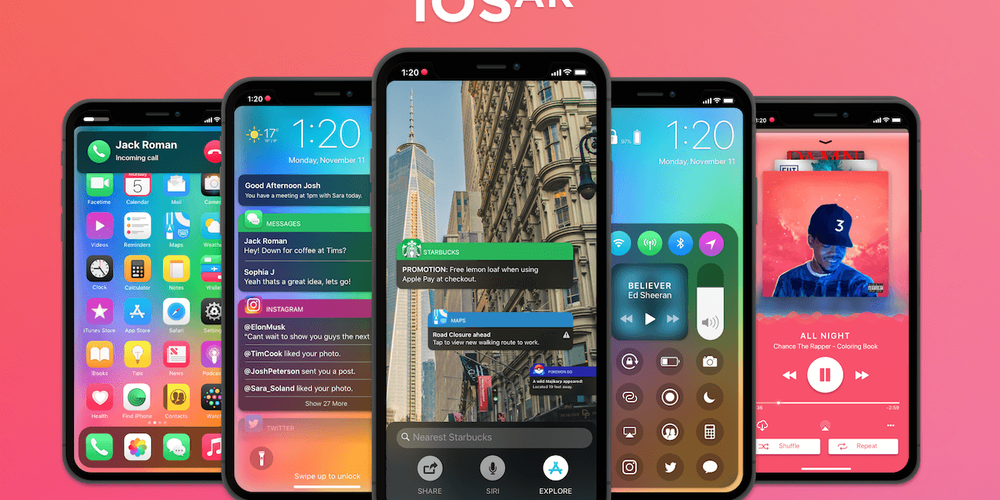 iOS AR
Jack Roman
Incoming call
Facetime
Calendar
Mail
Camera
5
Videos
Reminders
Maps
Weather
Clock
Calculator
Notes
Wallet
iTunes Store
App Store
Safari
Settings
Books
Tips
News
Podcasts
Health
Find iPhone
Contacts
Watch
1:20
17°
1:20
Monday, November 11
Good Afternoon Josh
You have a meeting at 1pm with Sara today.
MESSAGES
Jack Roman
Hey! Down for coffee at Tims?
Sophia J
Yeah thats a great idea, lets go!
INSTAGRAM
@ElonMusk
“Cant wait to show you guys the next
@TimCook liked your photo.
@JoshPeterson sent you a post.
@Sara_Soland liked your photo.
Show 27 More
TWITTER
Swipe up to unlock
1:20
STARBUCKS
PROMOTION: Free lemon loaf when using
Apple Pay at checkout.
MAPS
Road Closure ahead
Tap to view new walking route to work.
POKEMON GO
A wild Majikarp appeared!
Located 19 feet away.
Nearest Starbucks
SHARE
SIRI
EXPLORE
1:20
Monday, November 11
BELIEVER
Ed Sheeran
1:20
3
ALL NIGHT
Chance The Rapper - Coloring Book
-2:59
Shuffle
Repeat